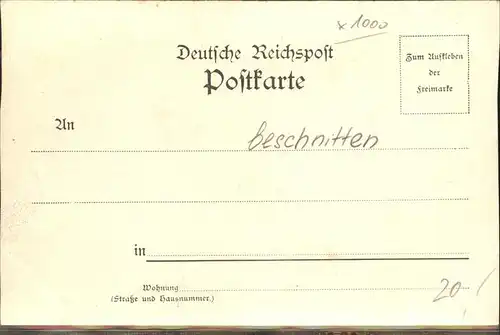 x 1000
Deutsche Reichspost
Postkarte
Zum Aufkleben
der
Freimarke
An
beschnitten
in
Wohnung
(Straße und Hausnummer.)
20.-